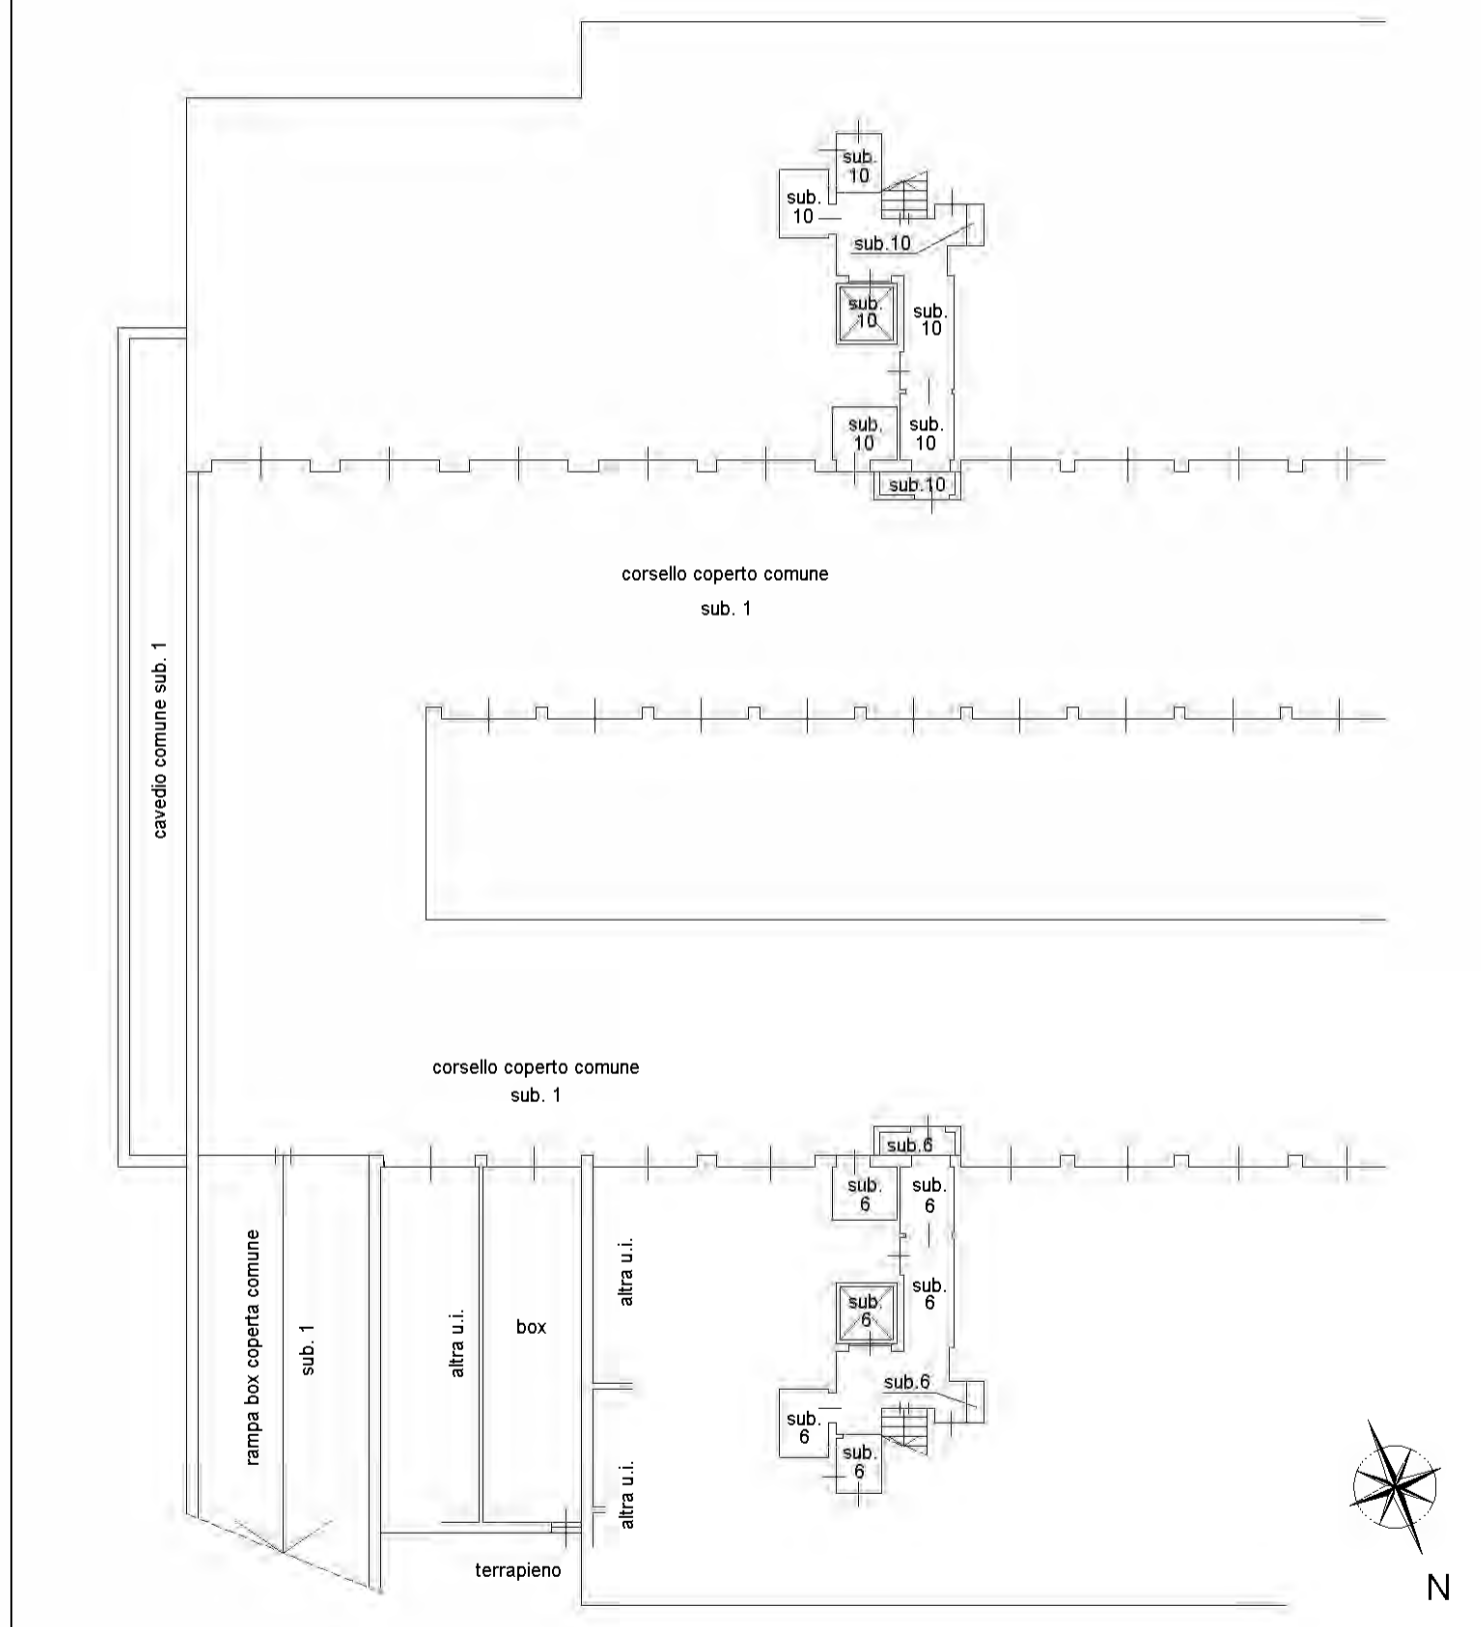 sub.
10
sub.
10
sub.10
sub.
10
sub.
10
sub.
10
sub.
10
sub.10
corsello coperto comune
sub. 1
cavedio comune sub. 1
corsello coperto comune
sub. 1
sub.6
sub.
6
sub.
6
rampa box coperta comune
sub. 1
altra u.i.
box
altra u.i.
sub.
6
sub.
6
sub.6
sub.
6
sub.
6
altra u.i.
terrapieno
N